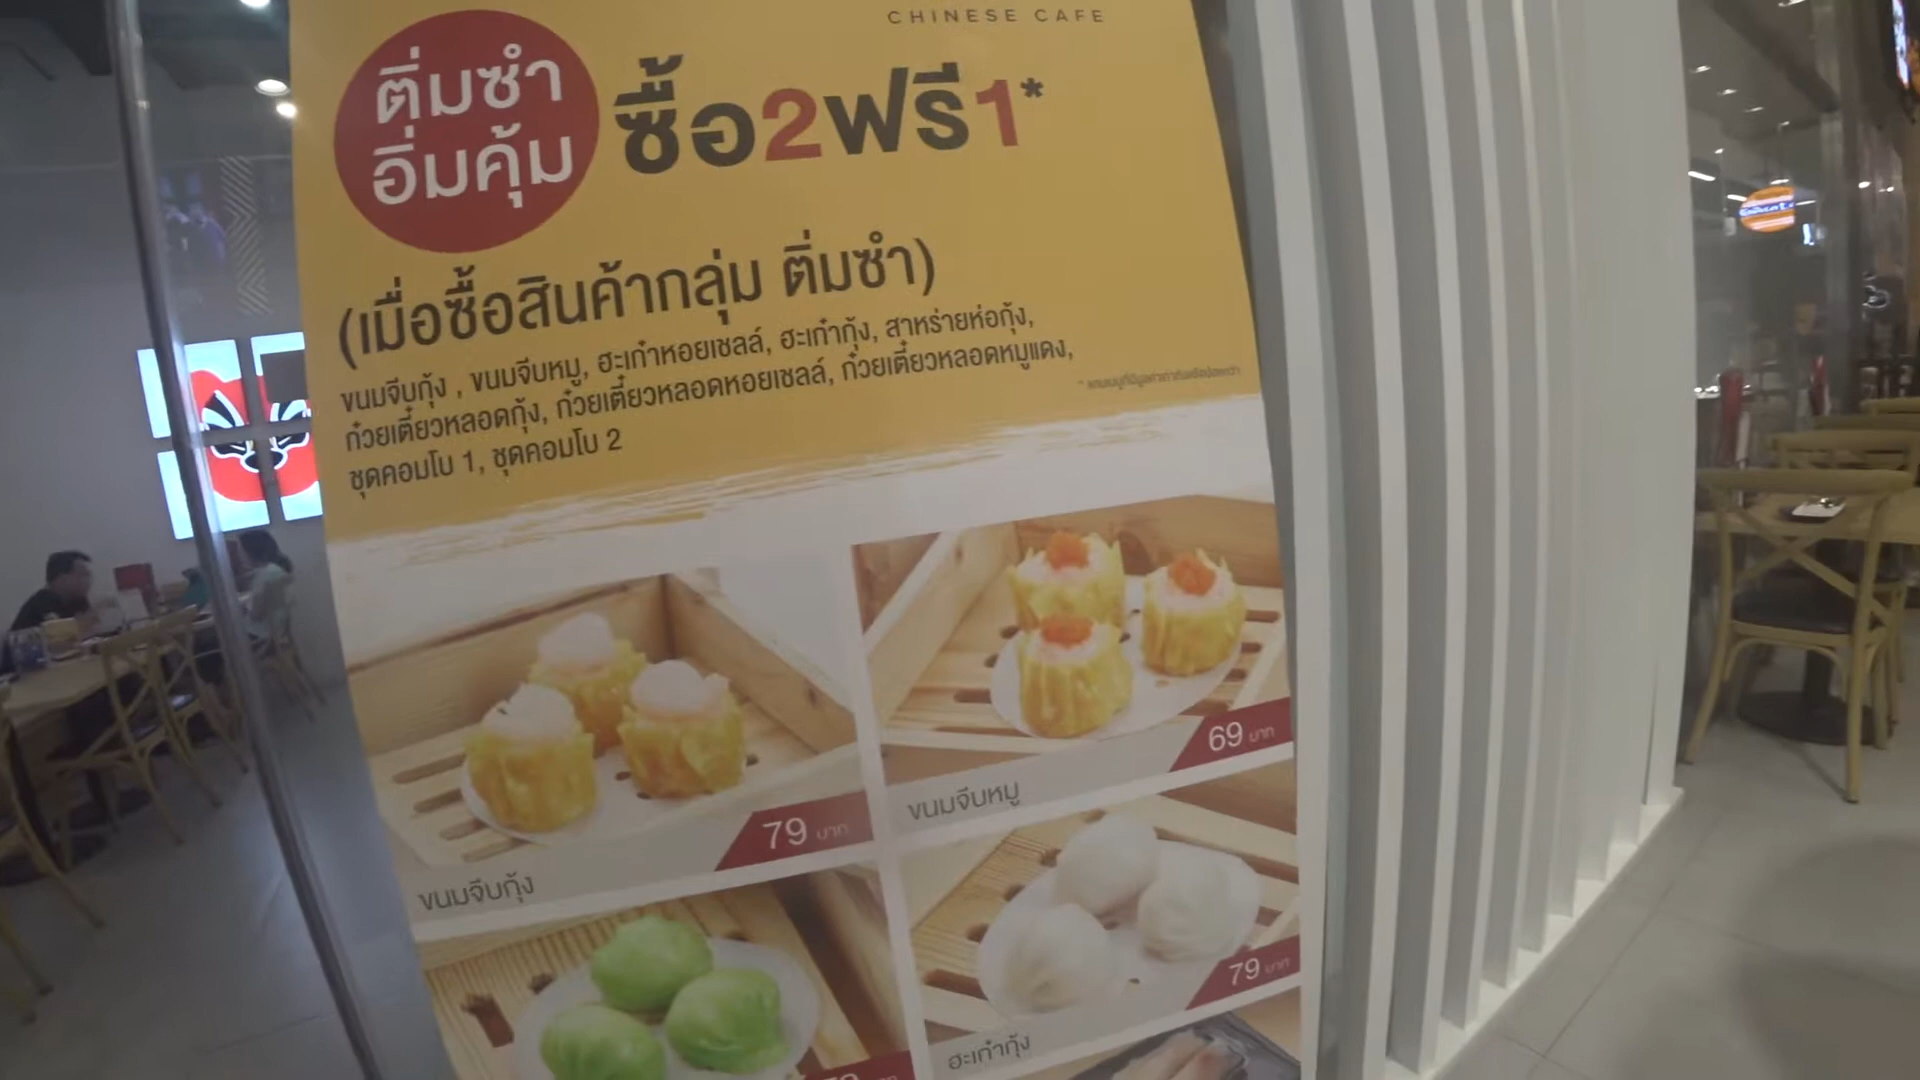 CHINESE CAFE
ติ่มซำ
อิ่มคุ้ม
ซื้อ2ฟรี1*
(เมื่อซื้อสินค้ากลุ่ม ติ่มซำ)
ขนมจีบกุ้ง , ขนมจีบหมู, ฮะเก๋าหอยเชลล์, ฮะเก๋ากุ้ง, สาหร่ายห่อกุ้ง,
ก๋วยเตี๋ยวหลอดกุ้ง, ก๋วยเตี๋ยวหลอดหอยเชลล์, ก๋วยเตี๋ยวหลอดหมูแดง,
ชุดคอมโบ 1, ชุดคอมโบ 2
69 บาท
ขนมจีบหมู
79 บาท
ขนมจีบกุ้ง
79 บาท
ฮะเก๋ากุ้ง